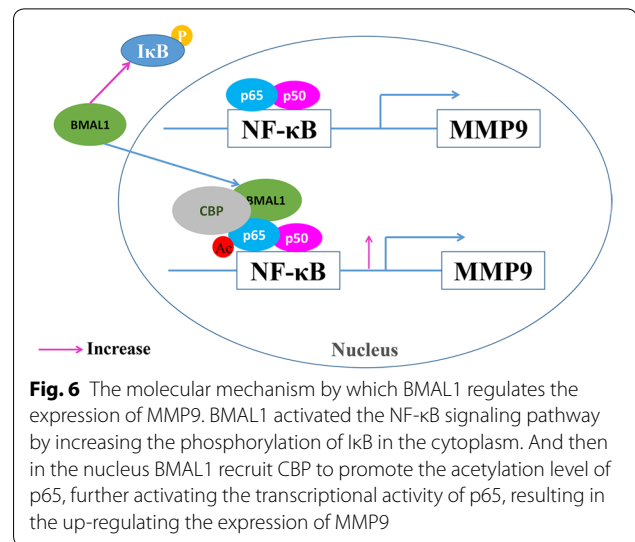 P
IκB
BMAL1
p65 p50
NF-κB MMP9
CBP BMAL1
p65 p50
Ac
NF-κB MMP9
Increase Nucleus
Fig. 6 The molecular mechanism by which BMAL1 regulates the
expression of MMP9. BMAL1 activated the NF-κB signaling pathway
by increasing the phosphorylation of IκB in the cytoplasm. And then
in the nucleus BMAL1 recruit CBP to promote the acetylation level of
p65, further activating the transcriptional activity of p65, resulting in
the up-regulating the expression of MMP9